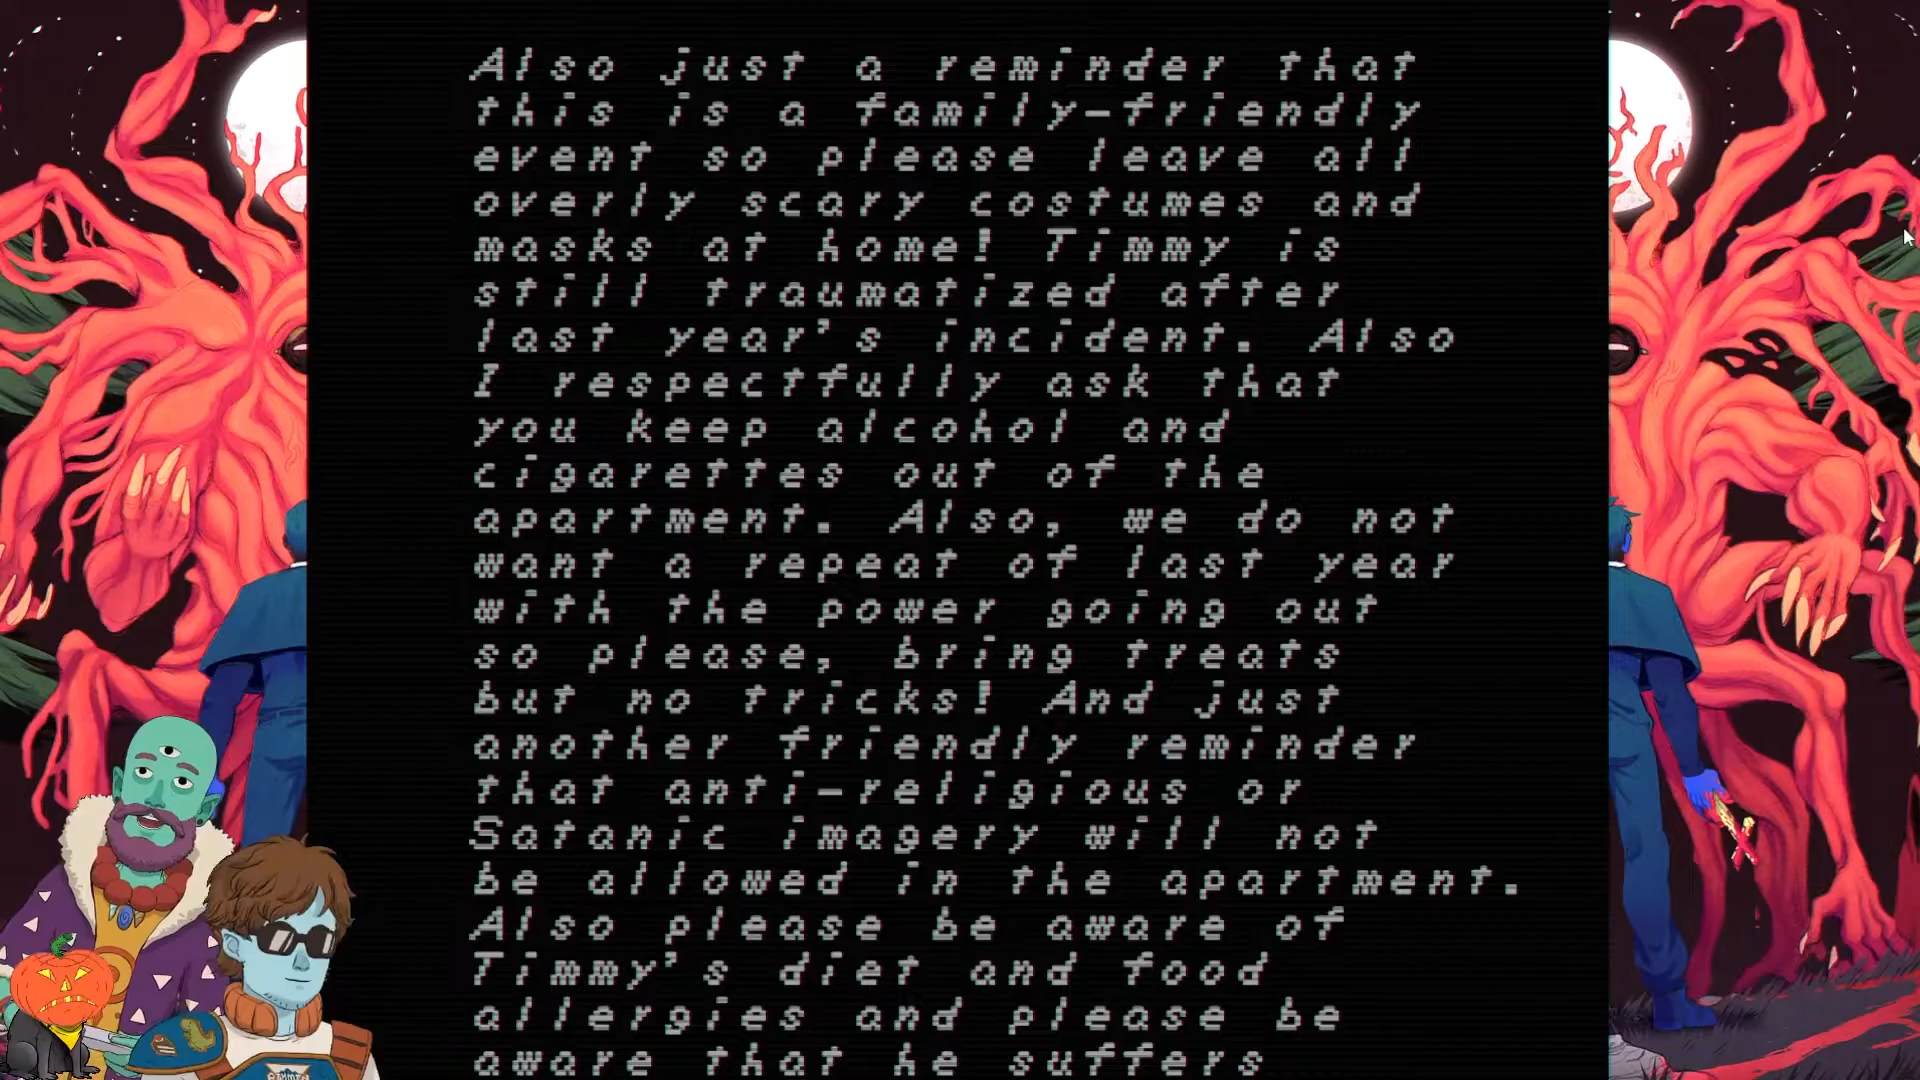 Also just a reminder that
this is a family-friendly
event so please leave all
overly scary costumes and
masks at home! Timmy is
still traumatized after
last year's incident. Also
I respectfully ask that
you keep alcohol and
cigarettes out of the
apartment. Also, we do not
want a repeat of last year
with the power going out
so please, bring treats
but no tricks! And just
another friendly reminder
that anti-religious or
Satanic imagery will not
be allowed in the apartment.
Also please be aware of
Timmy's diet and food
allergies and please be
aware that he suffers